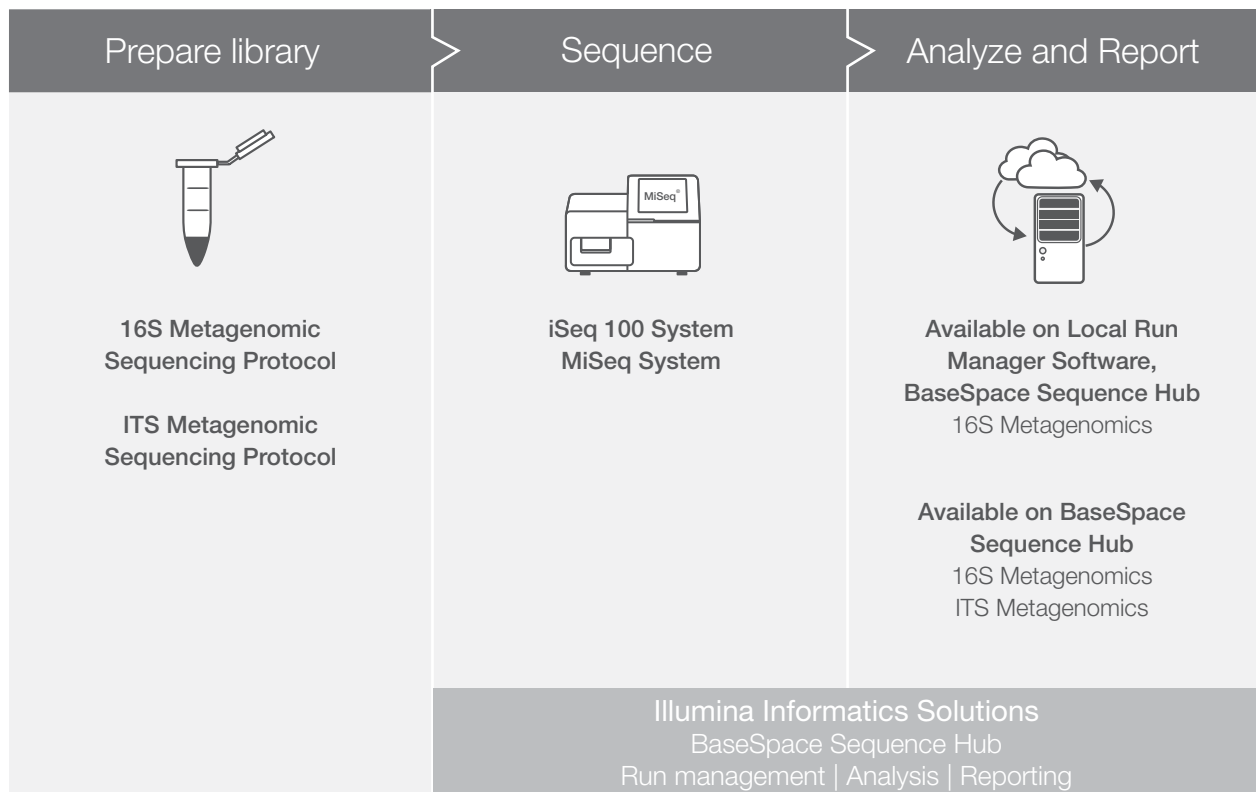 Prepare library
Sequence
Analyze and Report
16S Metagenomic
Sequencing Protocol
ITS Metagenomic
Sequencing Protocol
MiSeq®
iSeq 100 System
MiSeq System
Available on Local Run
Manager Software,
BaseSpace Sequence Hub
16S Metagenomics
Available on BaseSpace
Sequence Hub
16S Metagenomics
ITS Metagenomics
Illumina Informatics Solutions
BaseSpace Sequence Hub
Run management | Analysis | Reporting